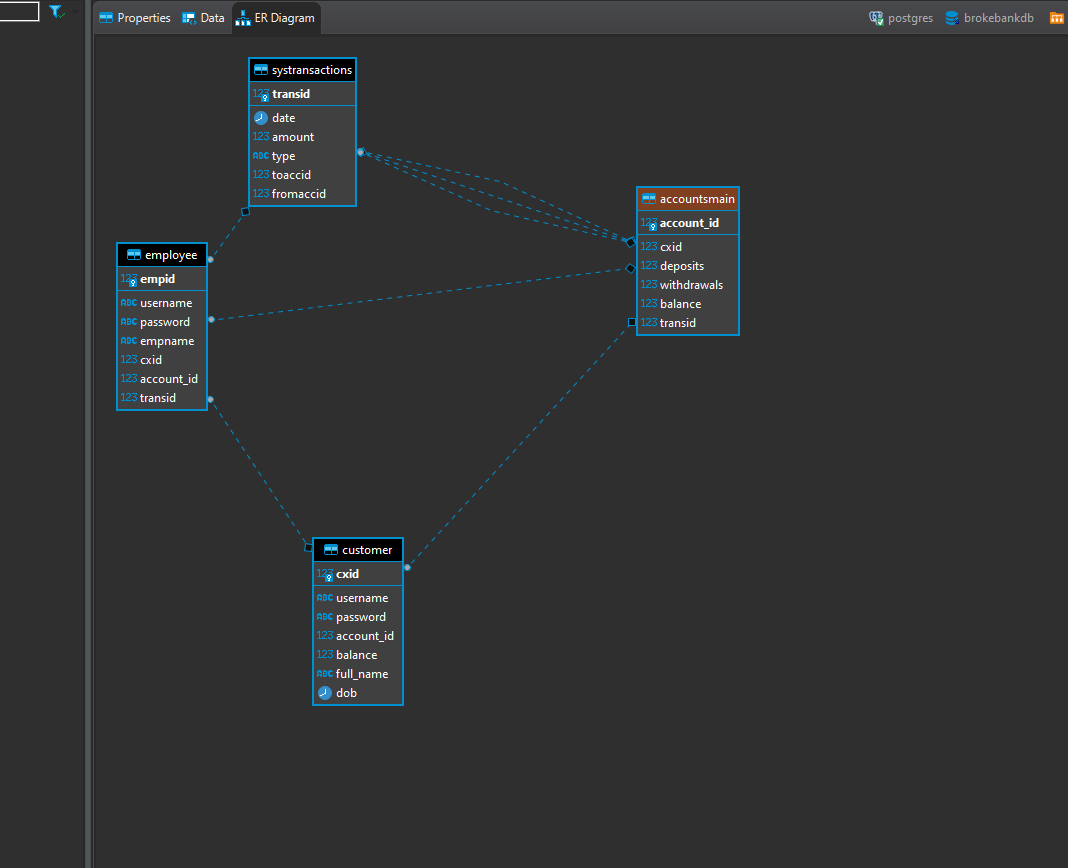 Properties Data ER Diagram postgres brokebankdb
systransactions
123 transid
date
123 amount
ABC type
123 toaccid
123 fromaccid
accountsmain
123 account_id
123 cxid
123 deposits
123 withdrawals
123 balance
123 transid
employee
123 empid
ABC username
ABC password
ABC empname
123 cxid
123 account_id
123 transid
customer
123 cxid
ABC username
ABC password
123 account_id
123 balance
ABC full_name
dob